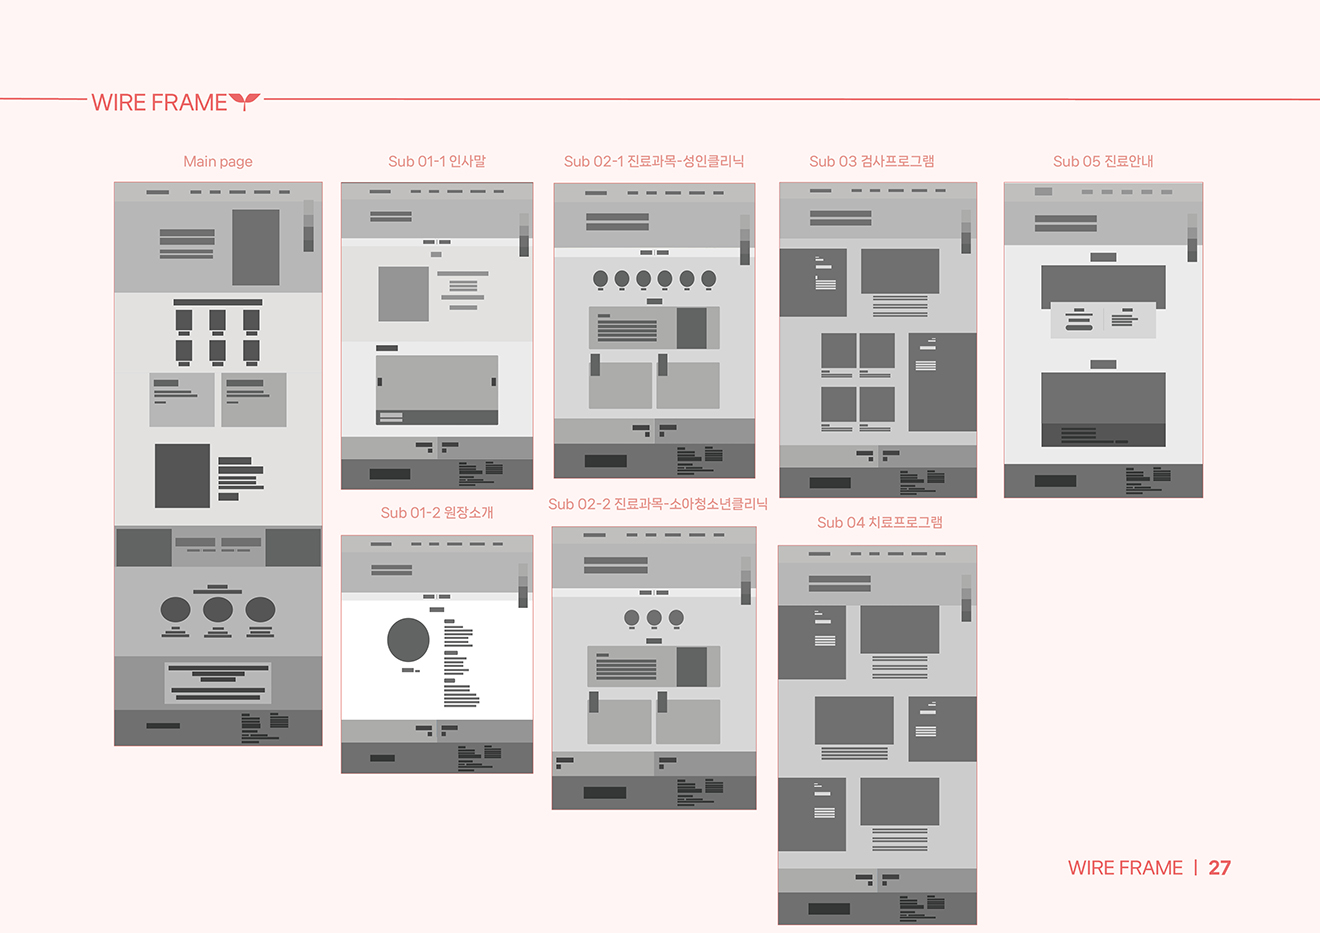 WIRE FRAME
Main page
Sub 01-1 인사말
Sub 02-1 진료과목-성인클리닉
Sub 03 검사프로그램
Sub 05 진료안내
Sub 01-2 원장소개
Sub 02-2 진료과목-소아청소년클리닉
Sub 04 치료프로그램
WIRE FRAME | 27